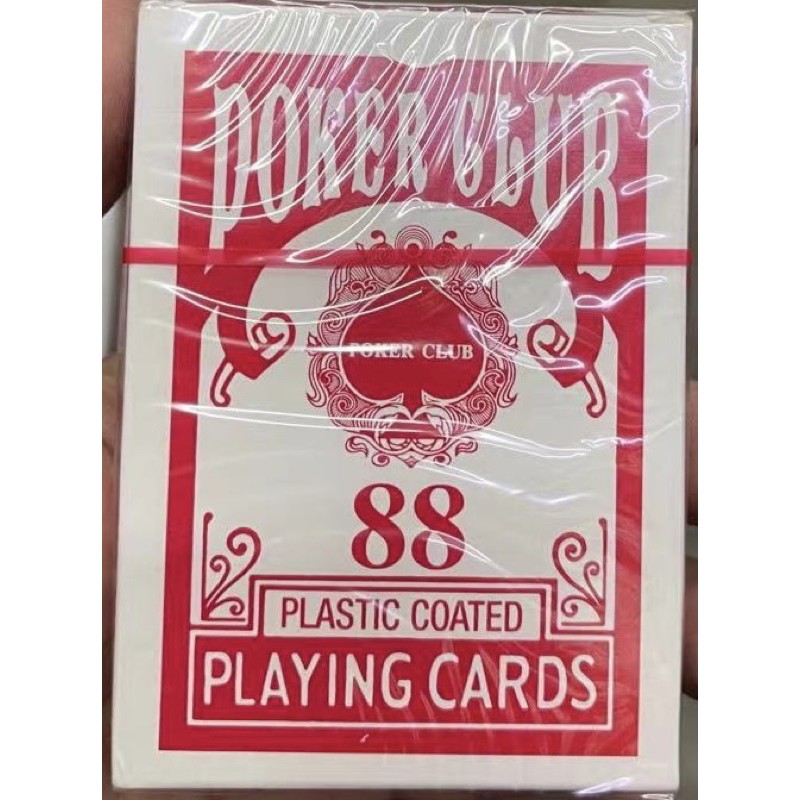 POKER CLUB
POKER CLUB
88
PLASTIC COATED
PLAYING CARDS